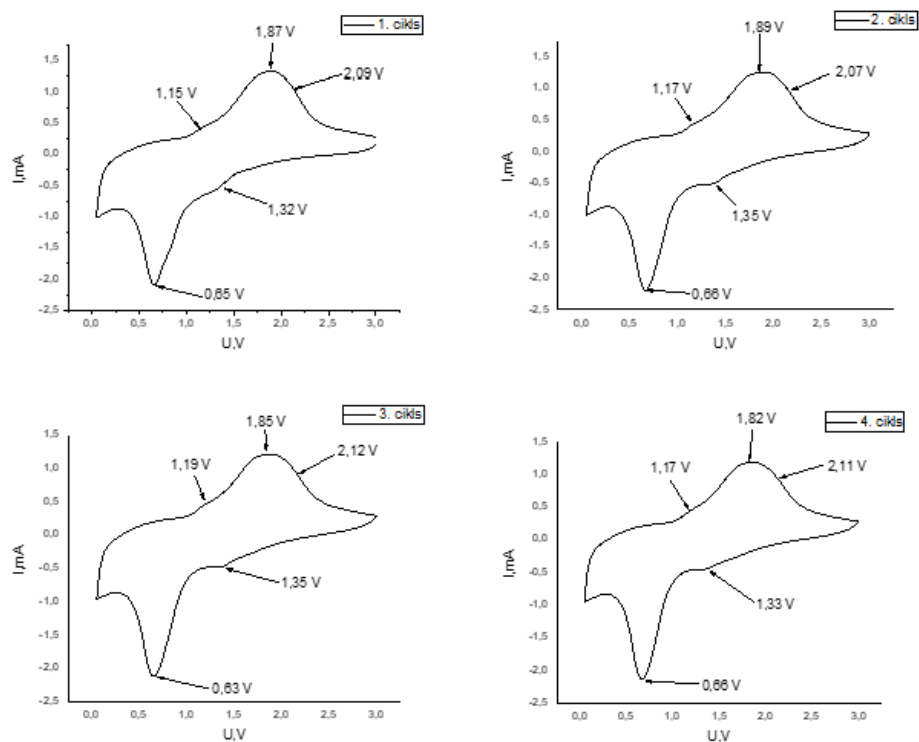 1. cikls
1,87 V
2,09 V
1,15 V
1,32 V
0,65 V
I,mA
1,5
1,0
0,5
0,0
-0,5
-1,0
-1,5
-2,0
-2,5
0,0 0,5 1,0 1,5 2,0 2,5 3,0
U,V
2. cikls
1,89 V
2,07 V
1,17 V
1,35 V
0,66 V
I,mA
1,5
1,0
0,5
0,0
-0,5
-1,0
-1,5
-2,0
-2,5
0,0 0,5 1,0 1,5 2,0 2,5 3,0
U,V
3. cikls
1,85 V
2,12 V
1,19 V
1,35 V
0,63 V
I,mA
1,5
1,0
0,5
0,0
-0,5
-1,0
-1,5
-2,0
-2,5
0,0 0,5 1,0 1,5 2,0 2,5 3,0
U,V
4. cikls
1,82 V
2,11 V
1,17 V
1,33 V
0,66 V
I,mA
1,5
1,0
0,5
0,0
-0,5
-1,0
-1,5
-2,0
-2,5
0,0 0,5 1,0 1,5 2,0 2,5 3,0
U,V